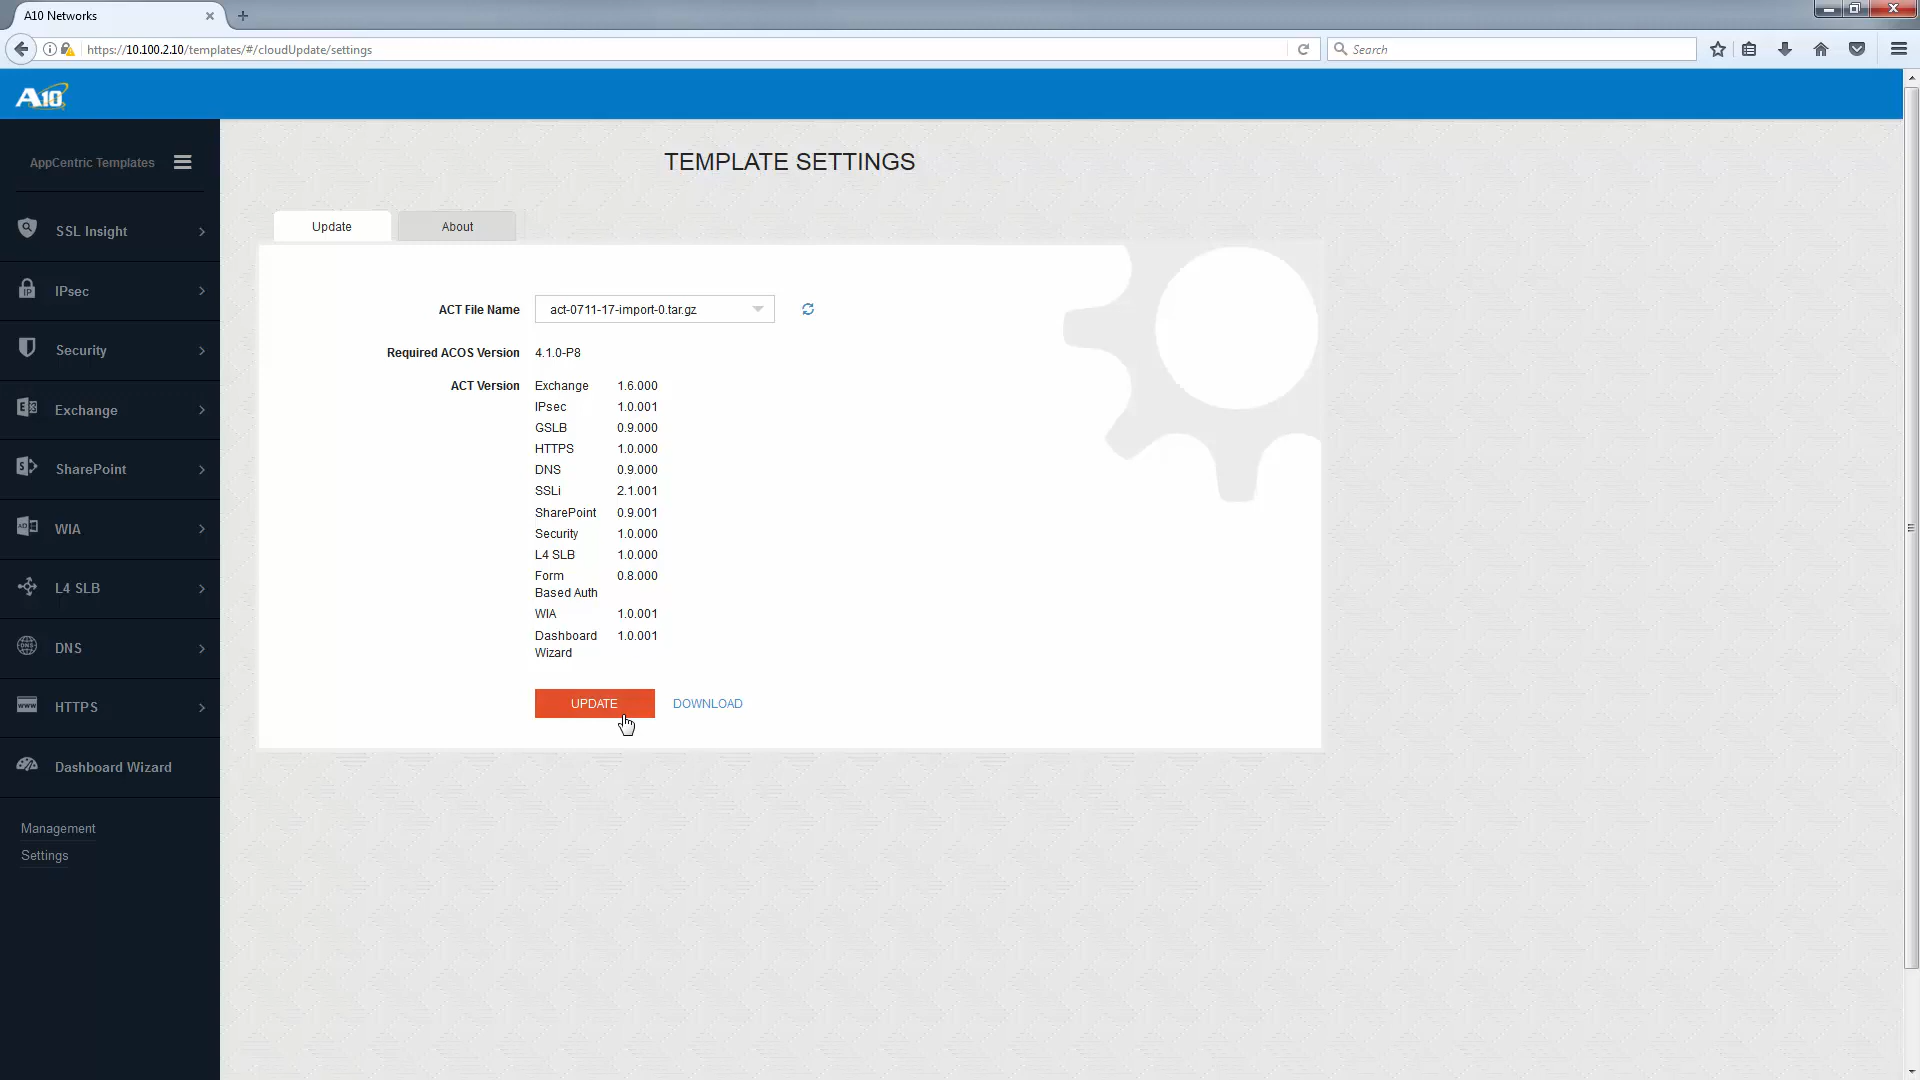 A10 Networks
https://10.100.2.10/templates/#/cloudUpdate/settings
Search
A10
AppCentric Templates
TEMPLATE SETTINGS
Update
About
SSL Insight
IPsec
Security
Exchange
SharePoint
WIA
L4 SLB
DNS
HTTPS
Dashboard Wizard
Management
Settings
ACT File Name act-0711-17-import-0.tar.gz
Required ACOS Version 4.1.0-P8
ACT Version Exchange 1.6.000
IPsec 1.0.001
GSLB 0.9.000
HTTPS 1.0.000
DNS 0.9.000
SSLi 2.1.001
SharePoint 0.9.001
Security 1.0.000
L4 SLB 1.0.000
Form 0.8.000
Based Auth
WIA 1.0.001
Dashboard 1.0.001
Wizard
UPDATE DOWNLOAD